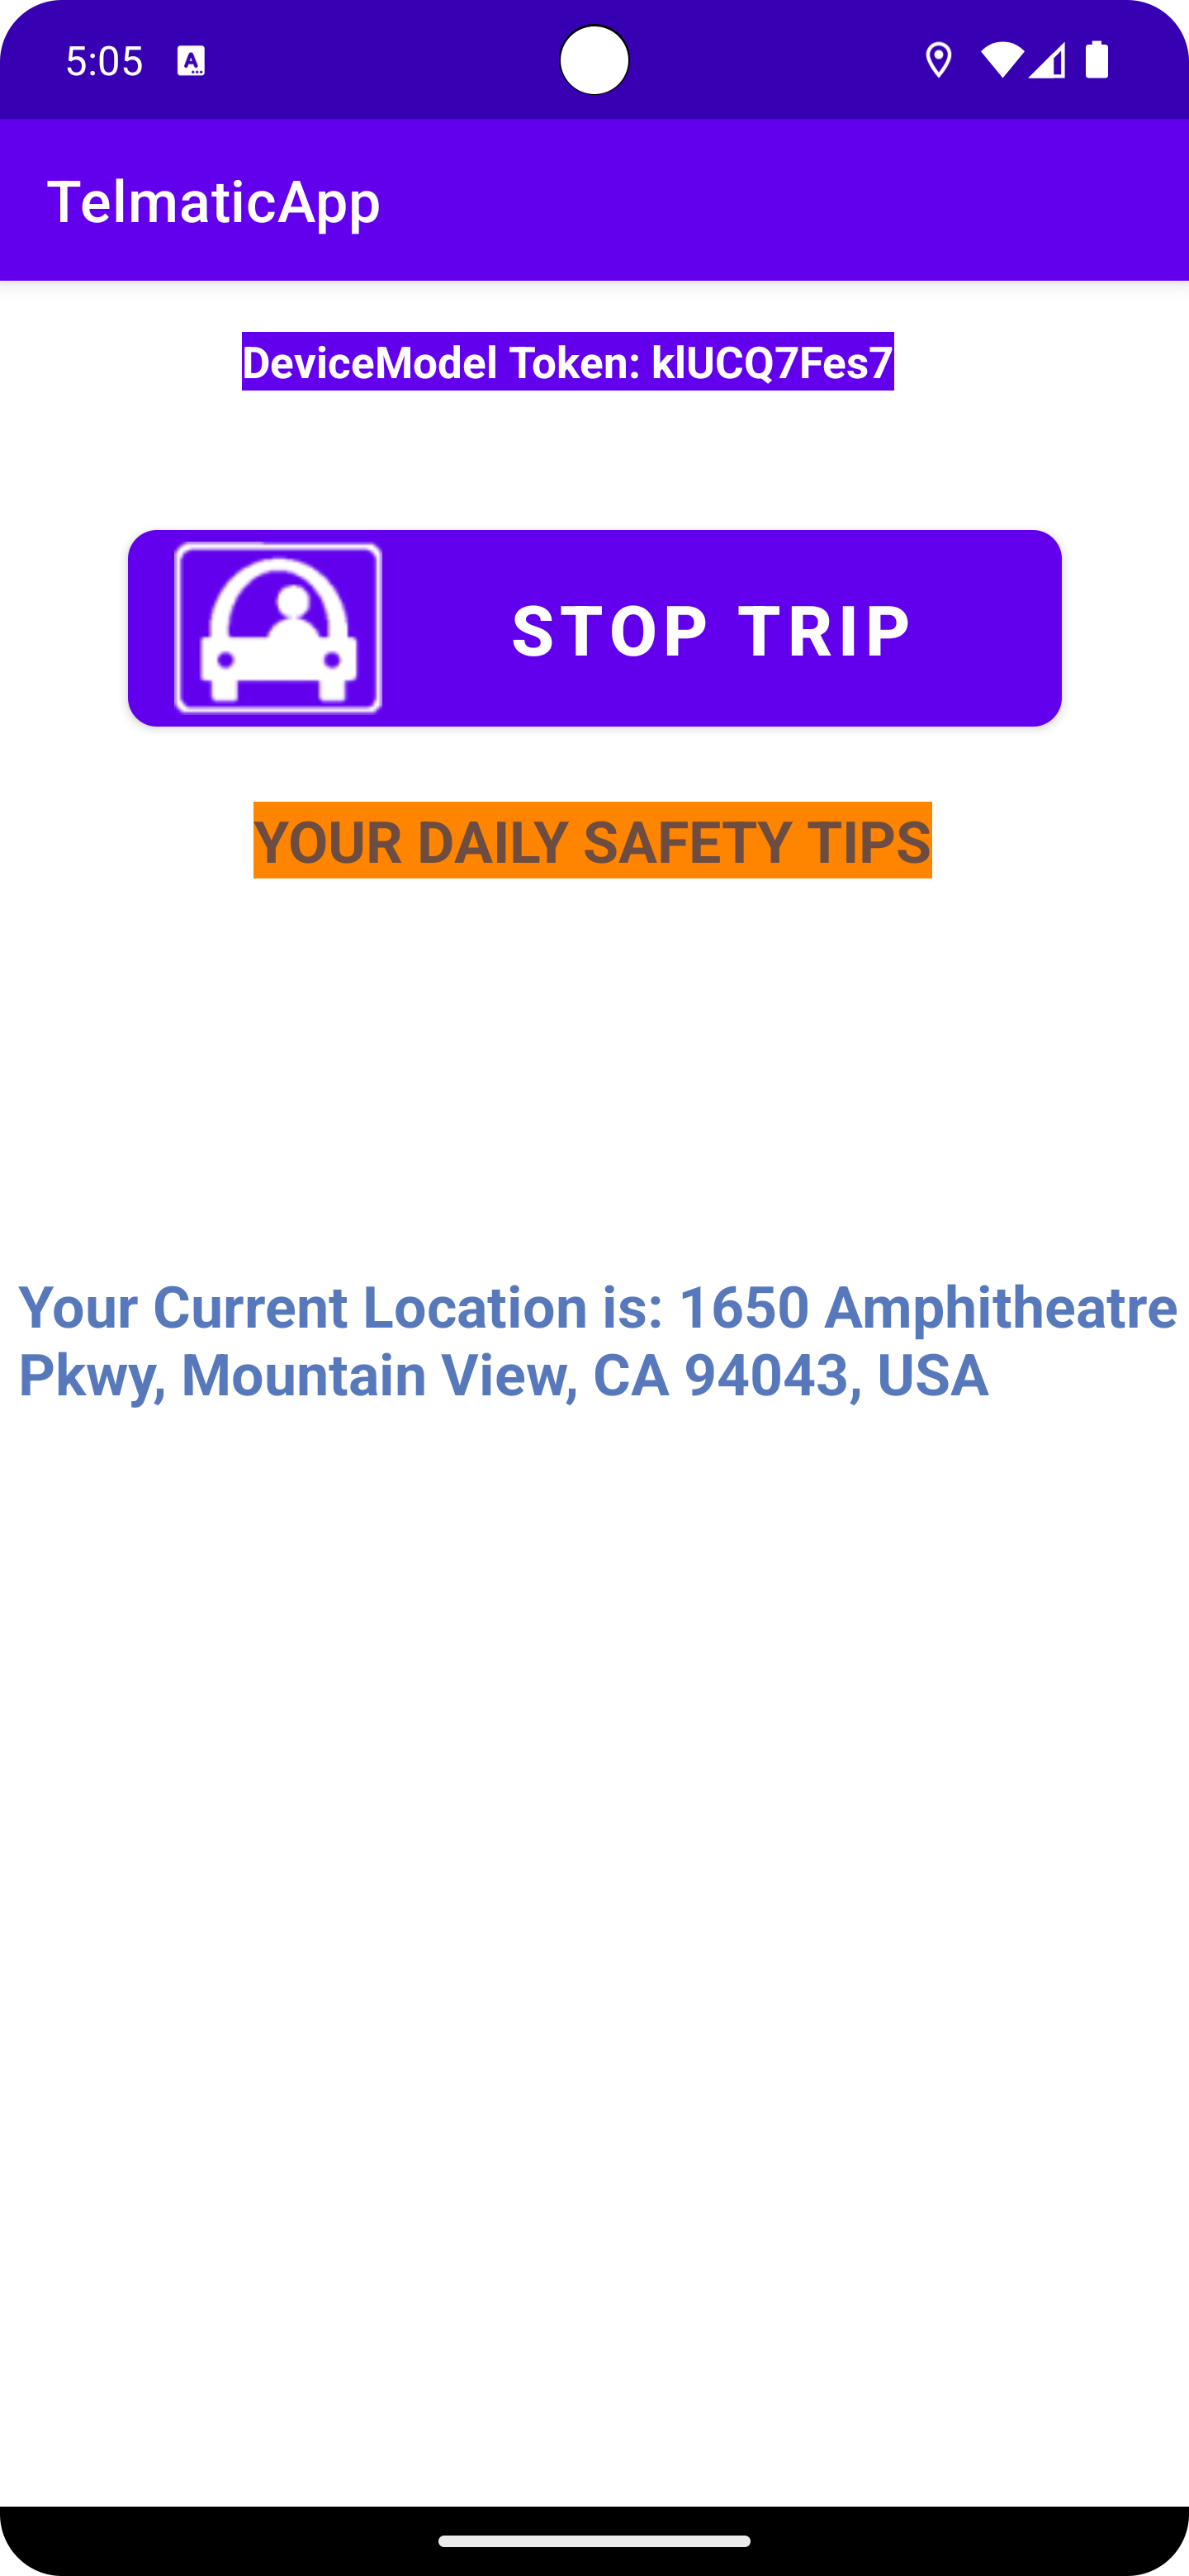 5:05
TelmaticApp
DeviceModel Token: klUCQ7Fes7
STOP TRIP
YOUR DAILY SAFETY TIPS
Your Current Location is: 1650 Amphitheatre
Pkwy, Mountain View, CA 94043, USA